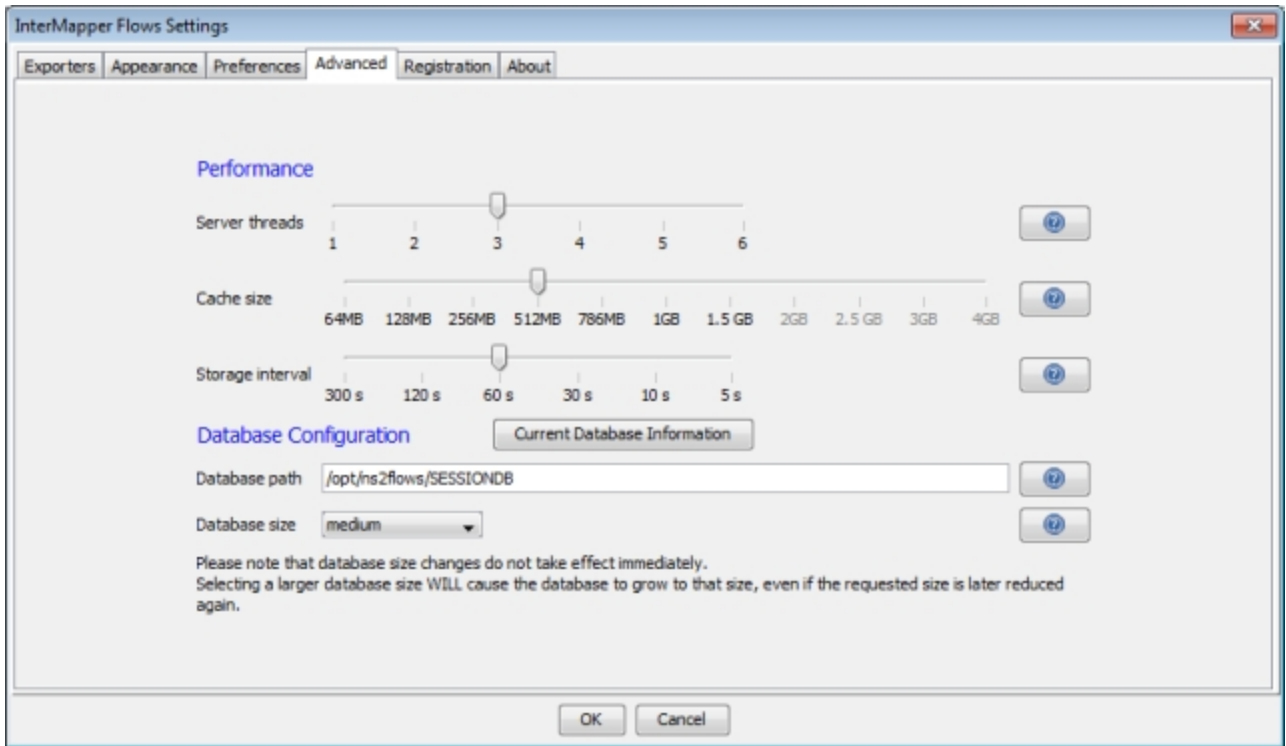 InterMapper Flows Settings
Exporters Appearance Preferences Advanced Registration About
Performance
Server threads
1 2 3 4 5 6
Cache size
64MB 128MB 256MB 512MB 786MB 1GB 1.5 GB 2GB 2.5 GB 3GB 4GB
Storage interval
300 s 120 s 60 s 30 s 10 s 5 s
Database Configuration Current Database Information
Database path /opt/ns2flows/SESSIONDB
Database size medium
Please note that database size changes do not take effect immediately.
Selecting a larger database size WILL cause the database to grow to that size, even if the requested size is later reduced
again.
OK Cancel